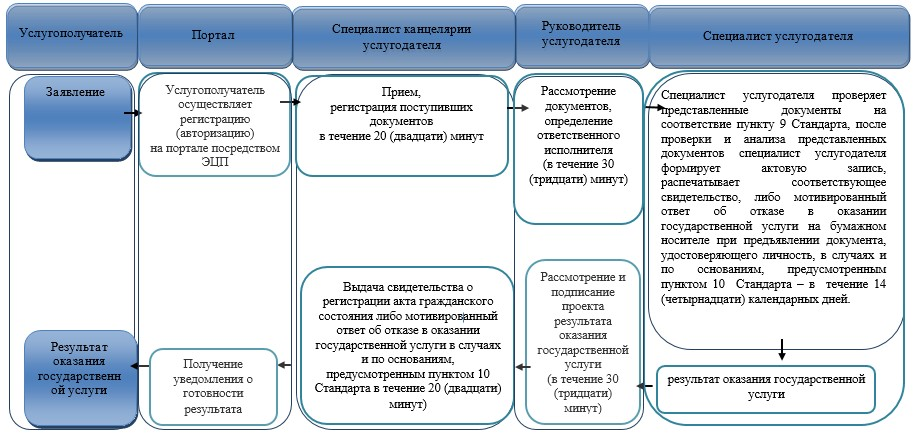 Услугополучатель
Портал
Специалист канцелярии
услугодателя
Руководитель
услугодателя
Специалист услугодателя
Заявление
Услугополучатель
осуществляет
регистрацию
(авторизацию)
на портале посредством
ЭЦП
Прием,
регистрация поступивших
документов
в течение 20 (двадцати) минут
Рассмотрение
документов,
определение
ответственного
исполнителя
(в течение 30
(тридцати) минут)
Специалист услугодателя проверяет
представленные документы на
соответствие пункту 9 Стандарта, после
проверки и анализа представленных
документов специалист услугодателя
формирует актовую запись,
распечатывает соответствующее
свидетельство, либо мотивированный
ответ об отказе в оказании
государственной услуги на бумажном
носителе при предъявлении документа,
удостоверяющего личность, в случаях и
по основаниям, предусмотренным
пунктом 10 Стандарта – в течение 14
(четырнадцати) календарных дней.
результат оказания государственной
услуги
Рассмотрение и
подписание
проекта
результата
оказания
государственной
услуги
(в течение 30
(тридцати)
минут)
Выдача свидетельства о
регистрации акта гражданского
состояния либо мотивированный
ответ об отказе в оказании
государственной услуги в случаях
и по основаниям,
предусмотренным пунктом 10
Стандарта в течение 20 (двадцати)
минут)
Получение
уведомления о
готовности
результата
Результат
оказания
государственн
ой услуги